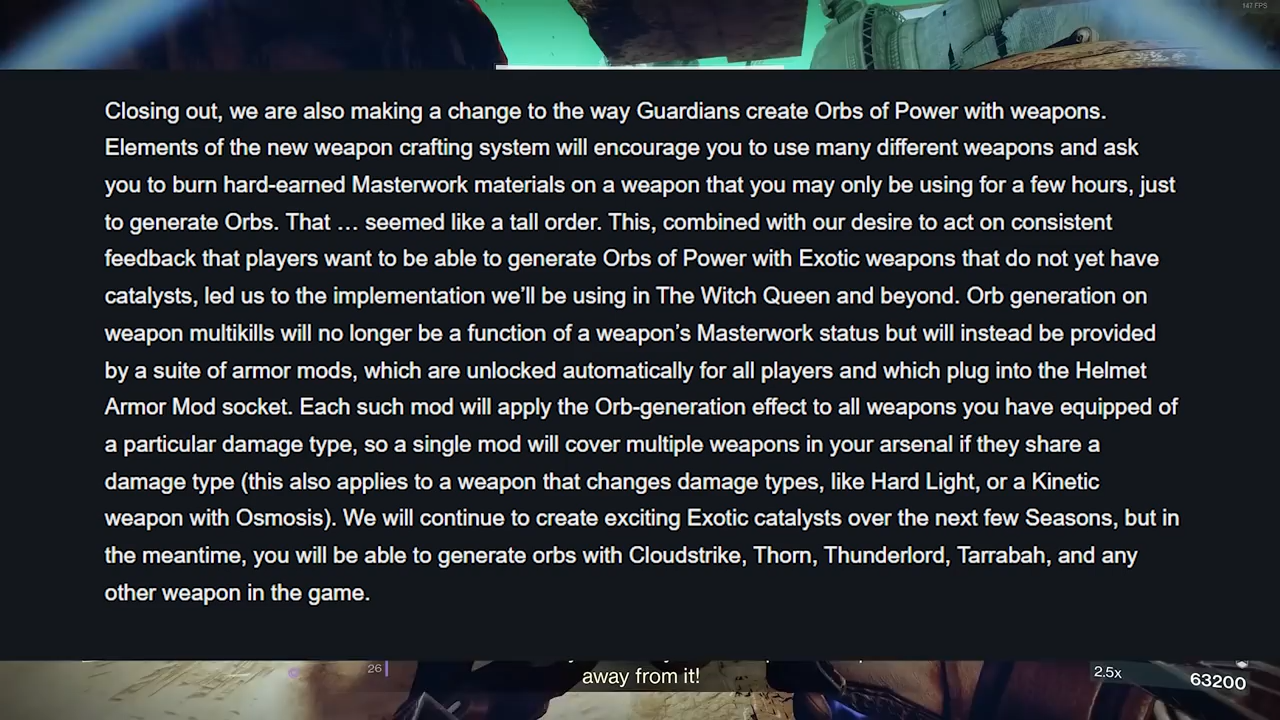 147 FPS
Closing out, we are also making a change to the way Guardians create Orbs of Power with weapons.
Elements of the new weapon crafting system will encourage you to use many different weapons and ask
you to burn hard-earned Masterwork materials on a weapon that you may only be using for a few hours, just
to generate Orbs. That … seemed like a tall order. This, combined with our desire to act on consistent
feedback that players want to be able to generate Orbs of Power with Exotic weapons that do not yet have
catalysts, led us to the implementation we’ll be using in The Witch Queen and beyond. Orb generation on
weapon multikills will no longer be a function of a weapon’s Masterwork status but will instead be provided
by a suite of armor mods, which are unlocked automatically for all players and which plug into the Helmet
Armor Mod socket. Each such mod will apply the Orb-generation effect to all weapons you have equipped of
a particular damage type, so a single mod will cover multiple weapons in your arsenal if they share a
damage type (this also applies to a weapon that changes damage types, like Hard Light, or a Kinetic
weapon with Osmosis). We will continue to create exciting Exotic catalysts over the next few Seasons, but in
the meantime, you will be able to generate orbs with Cloudstrike, Thorn, Thunderlord, Tarrabah, and any
other weapon in the game.
26
away from it!
2.5x
63200